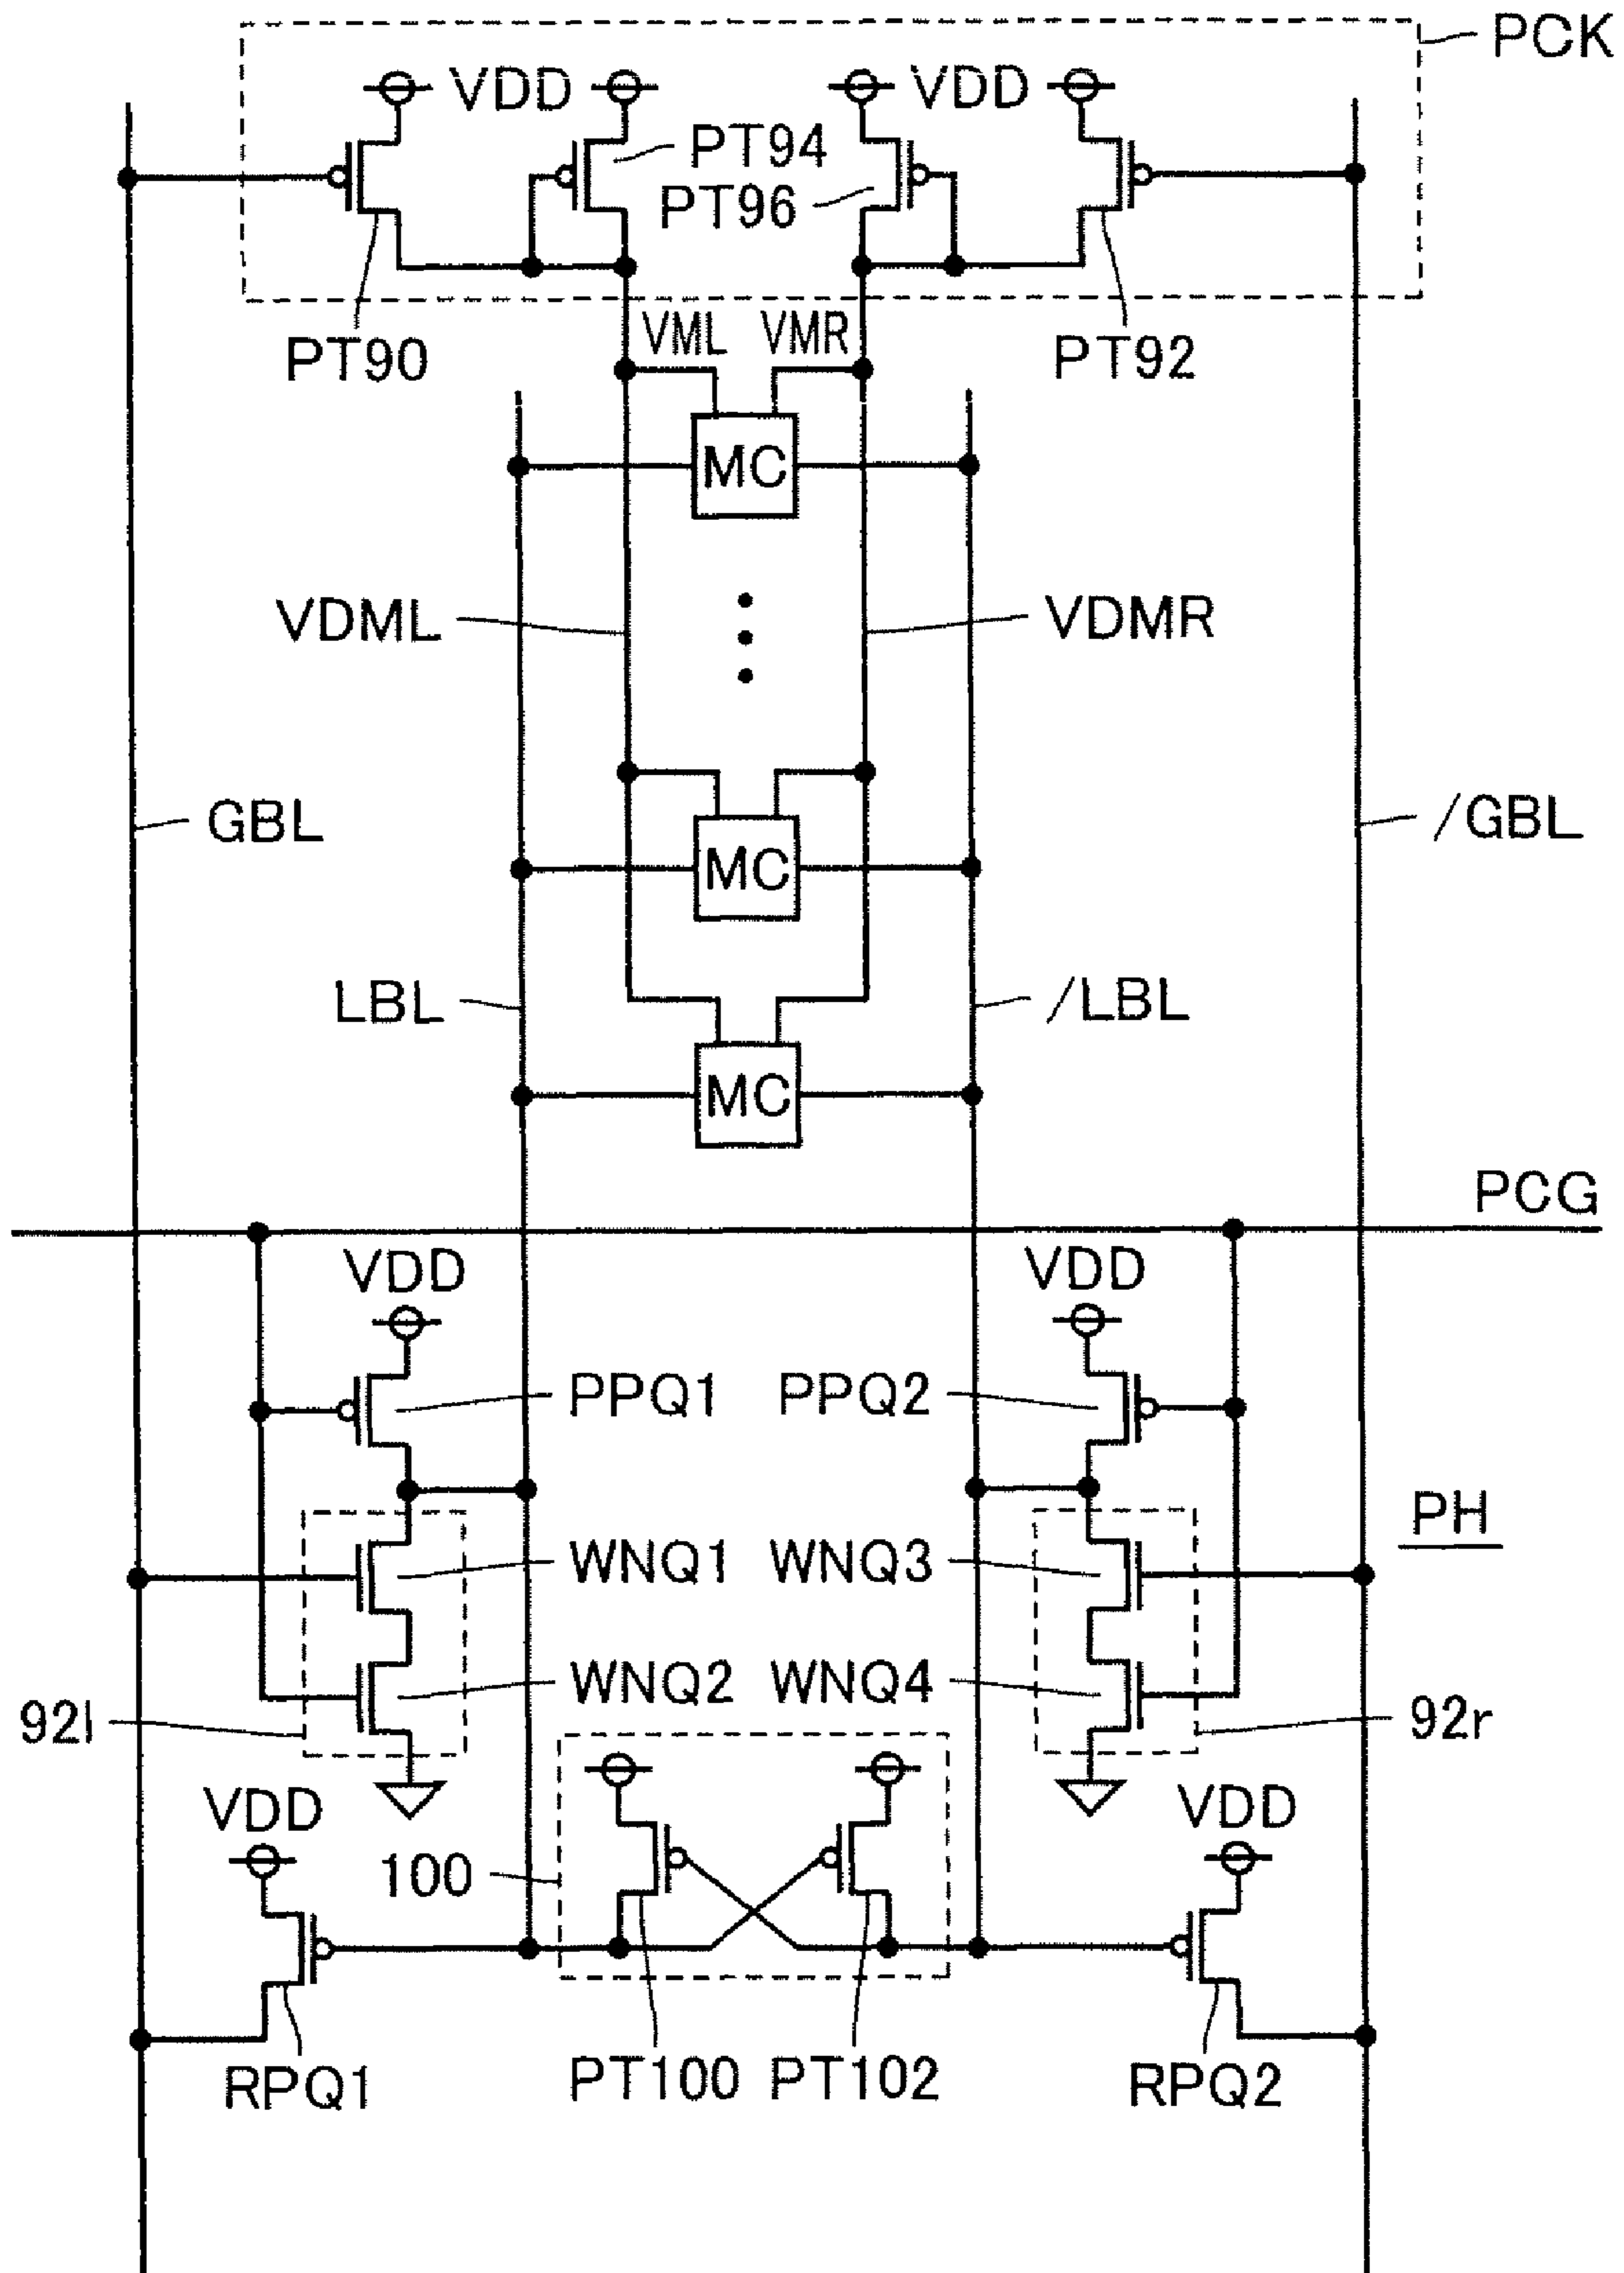 PCK
VDD VDD
PT94
PT96
PT90 VML VMR PT92
MC
VDML VDMR
GBL /GBL
MC
LBL /LBL
MC
PCG
VDD VDD
PPQ1 PPQ2
PH
WNQ1 WNQ3
WNQ2 WNQ4
92l 92r
VDD VDD
100
RPQ1 PT100 PT102 RPQ2